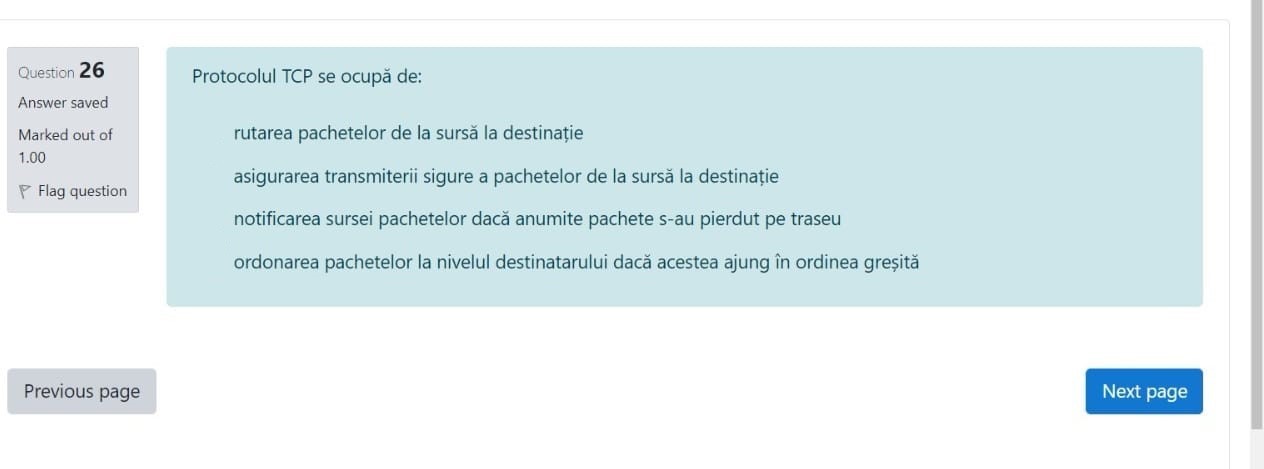 Question 26
Answer saved
Marked out of
1.00
Flag question
Protocolul TCP se ocupă de:
rutarea pachetelor de la sursă la destinație
asigurarea transmiterii sigure a pachetelor de la sursă la destinație
notificarea sursei pachetelor dacă anumite pachete s-au pierdut pe traseu
ordonarea pachetelor la nivelul destinatarului dacă acestea ajung în ordinea greșită
Previous page
Next page